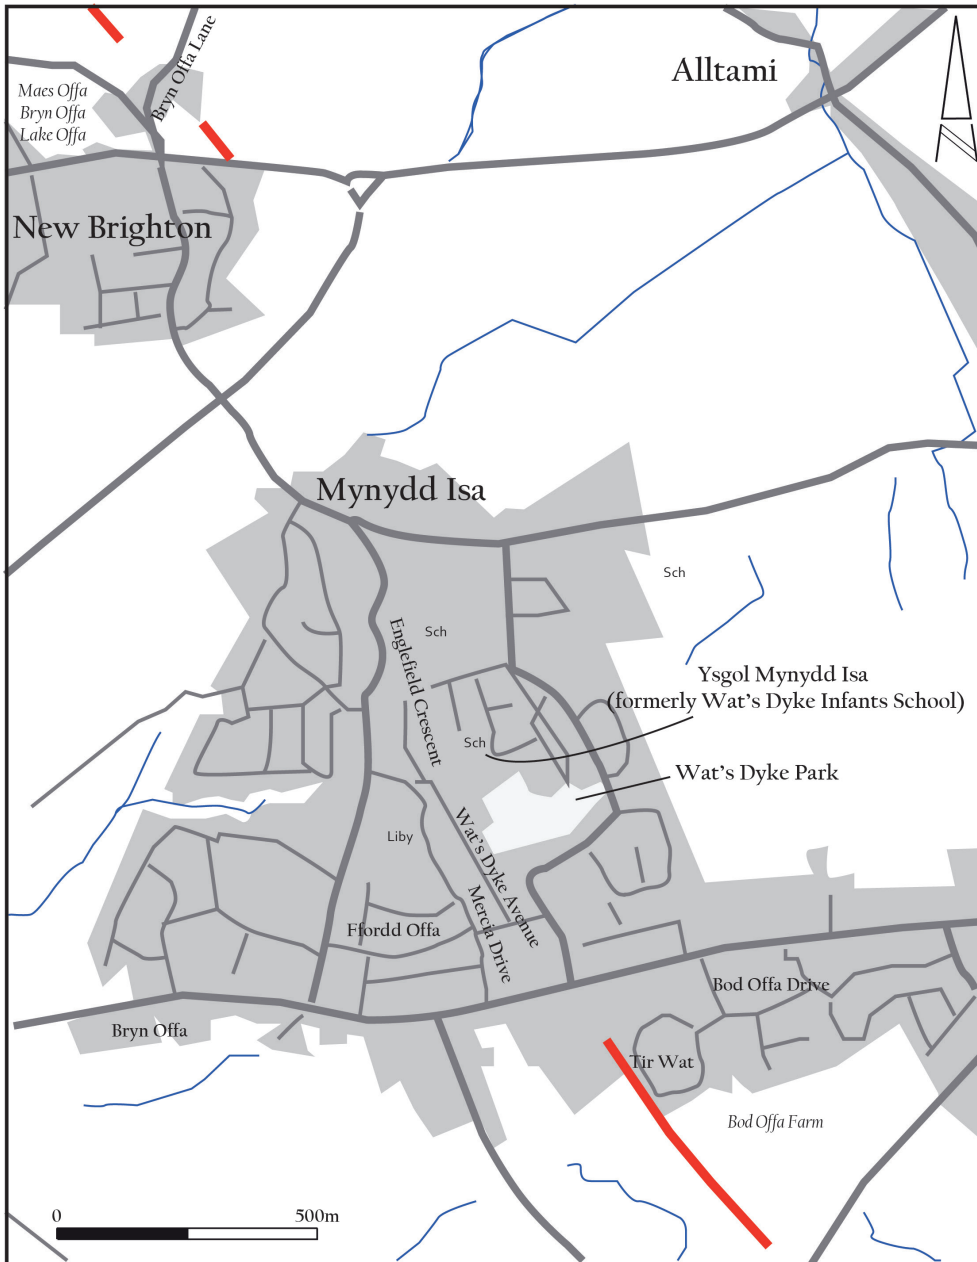 Bryn Offa Lane
Alltami
Maes Offa
Bryn Offa
Lake Offa
New Brighton
Mynydd Isa
Sch
Sch
Englefield Crescent
Ysgol Mynydd Isa
(formerly Wat's Dyke Infants School)
Sch
Wat's Dyke Park
Liby
Wat's Dyke Avenue
Mercia Drive
Ffordd Offa
Bod Offa Drive
Bryn Offa
Tir Wat
Bod Offa Farm
0 500m